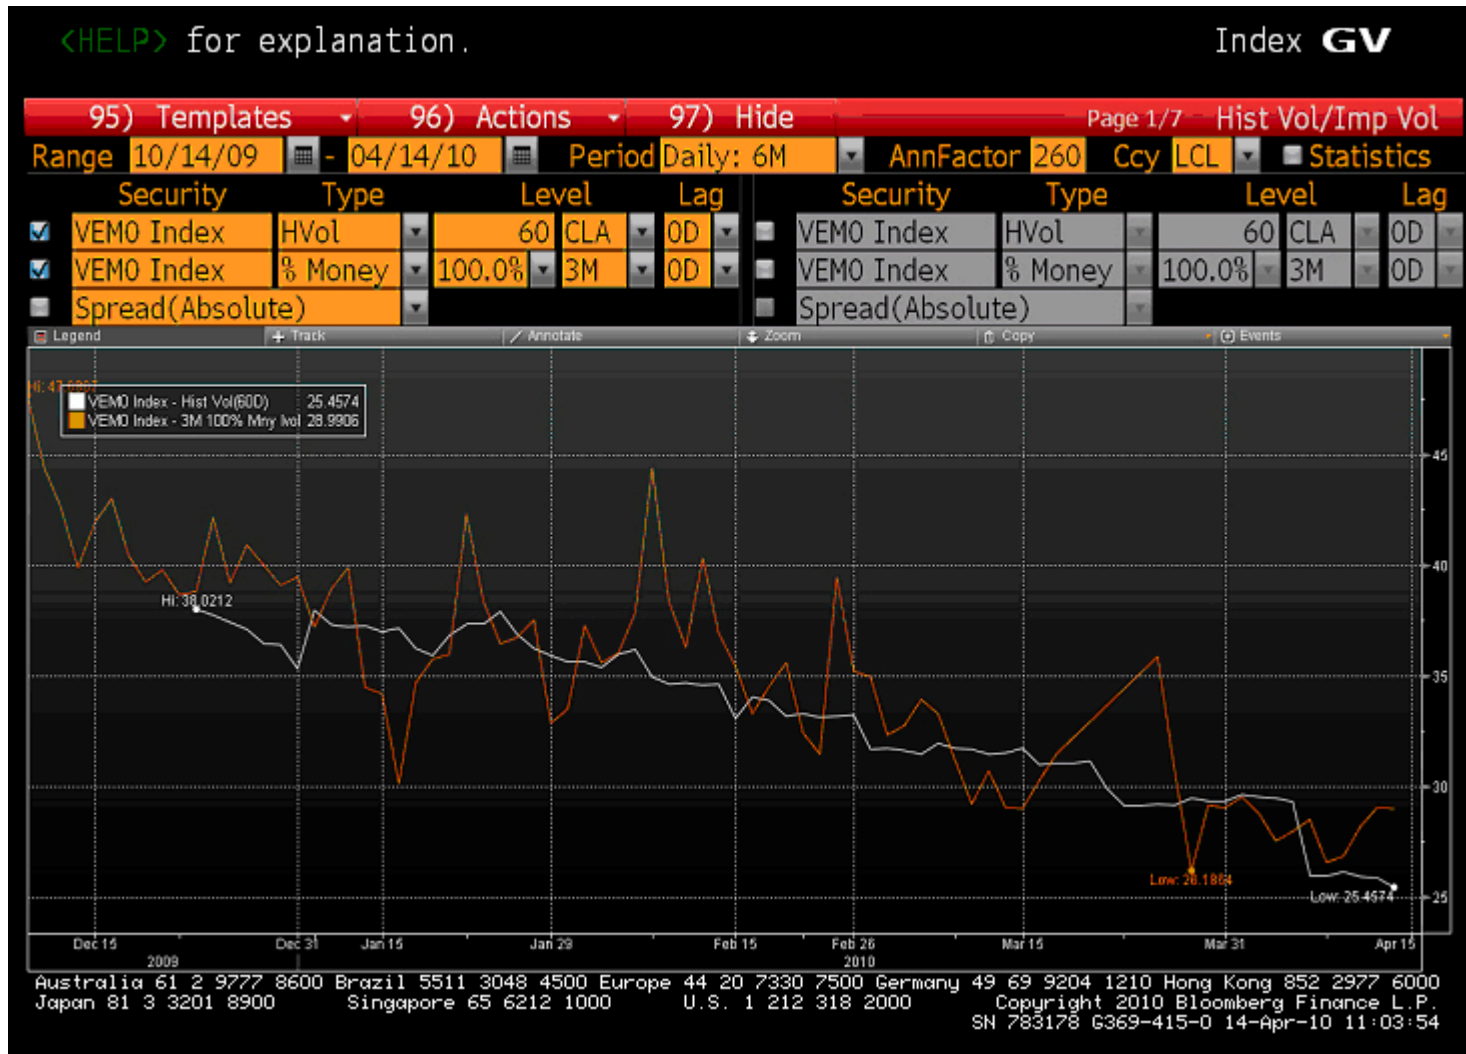 <HELP> for explanation. Index GV
95) Templates 96) Actions 97) Hide Page 1/7 Hist Vol/Imp Vol
Range 10/14/09 - 04/14/10 Period Daily: 6M AnnFactor 260 Ccy LCL Statistics
Security Type Level Lag Security Type Level Lag
VEM0 Index HVol 60 CLA 0D VEM0 Index HVol 60 CLA 0D
VEM0 Index % Money 100.0% 3M 0D VEM0 Index % Money 100.0% 3M 0D
Spread(Absolute) Spread(Absolute)
Legend Track Annotate Zoom Copy Events
Hi:
VEM0 Index - Hist Vol(60D) 25.4574
VEM0 Index - 3M 100% Mny Ivol 28.9906
45
40
Hi: 38.0212
35
30
Low: 26.1864
Low: 25.4574
25
Dec 15 Dec 31 Jan 15 Jan 29 Feb 15 Feb 26 Mar 15 Mar 31 Apr 15
2009 2010
Australia 61 2 9777 8600 Brazil 5511 3048 4500 Europe 44 20 7330 7500 Germany 49 69 9204 1210 Hong Kong 852 2977 6000
Japan 81 3 3201 8900 Singapore 65 6212 1000 U.S. 1 212 318 2000 Copyright 2010 Bloomberg Finance L.P.
SN 783178 G369-415-0 14-Apr-10 11:03:54